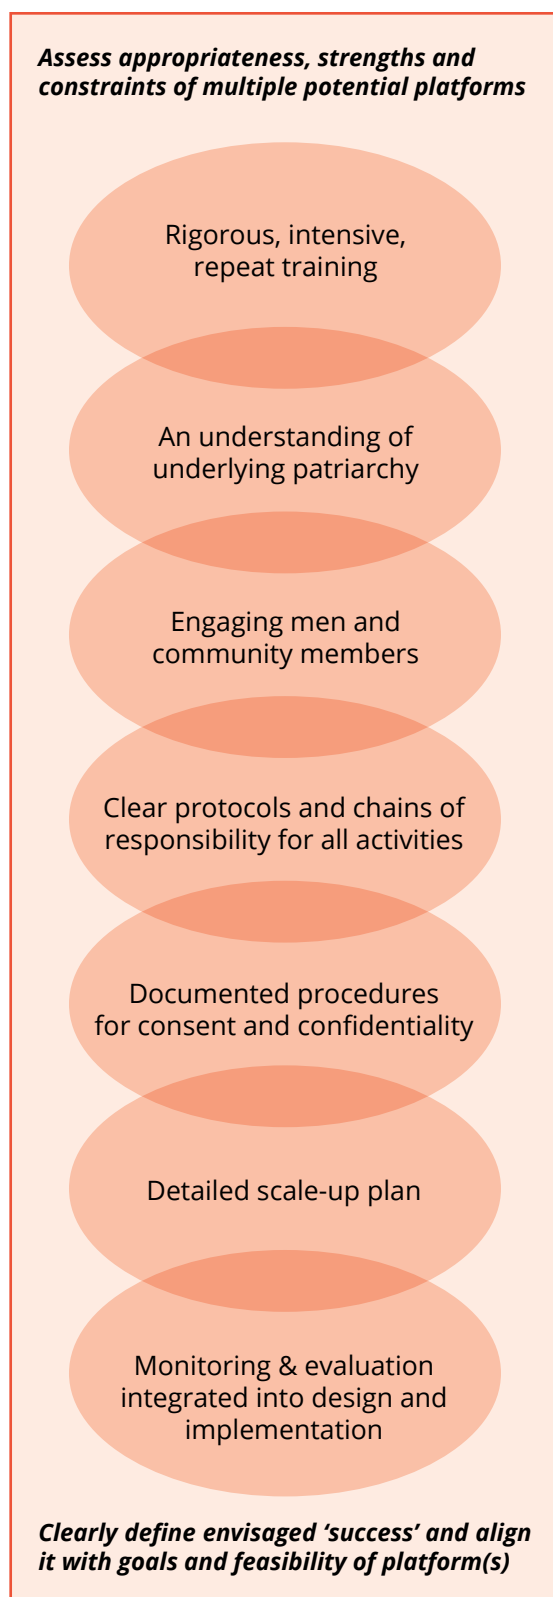 Assess appropriateness, strengths and
constraints of multiple potential platforms
Rigorous, intensive,
repeat training
An understanding of
underlying patriarchy
Engaging men and
community members
Clear protocols and chains of
responsibility for all activities
Documented procedures
for consent and confidentiality
Detailed scale-up plan
Monitoring & evaluation
integrated into design and
implementation
Clearly define envisaged ‘success’ and align
it with goals and feasibility of platform(s)